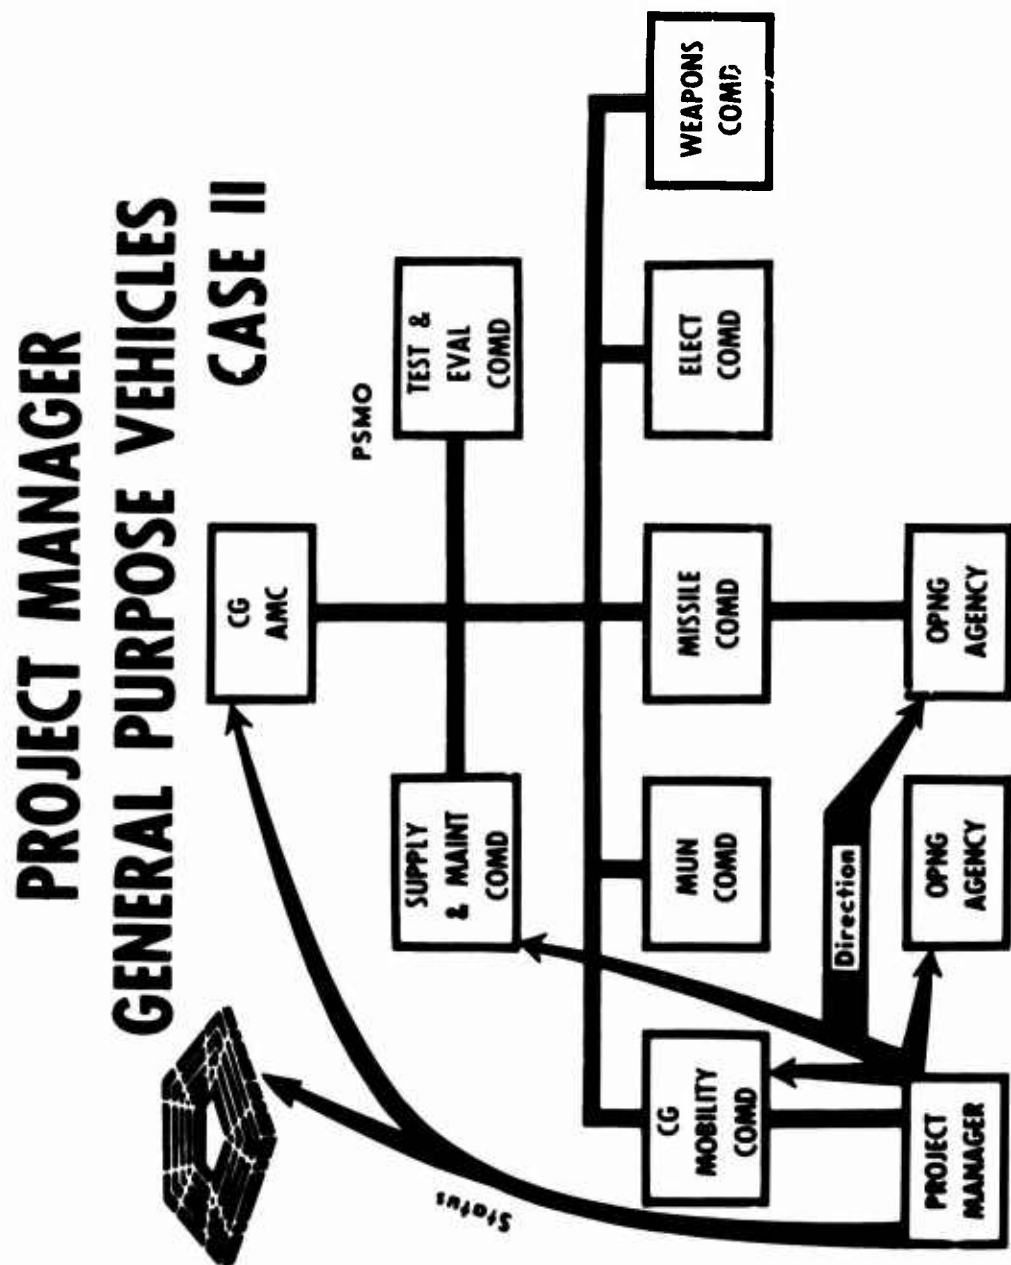 PROJECT MANAGER
GENERAL PURPOSE VEHICLES
CASE II
CG
AMC
PSMO
SUPPLY
& MAINT
COMD
TEST &
EVAL
COMD
CG
MOBILITY
COMD
MUN
COMD
MISSILE
COMD
ELECT
COMD
WEAPONS
COMD
Status
Direction
PROJECT
MANAGER
OPNG
AGENCY
OPNG
AGENCY